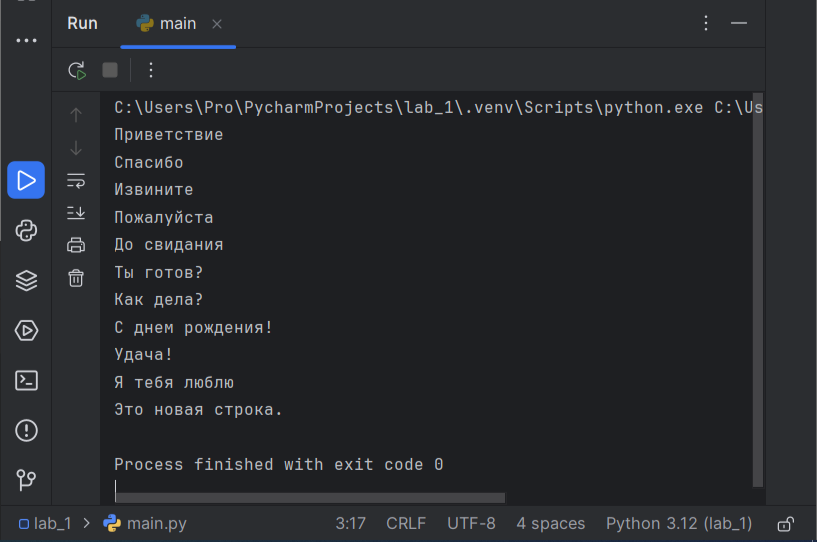 Run main
C:\Users\Pro\PycharmProjects\lab_1\.venv\Scripts\python.exe C:\Us
Приветствие
Спасибо
Извините
Пожалуйста
До свидания
Ты готов?
Как дела?
С днем рождения!
Удача!
Я тебя люблю
Это новая строка.
Process finished with exit code 0
lab_1 > main.py 3:17 CRLF UTF-8 4 spaces Python 3.12 (lab_1)